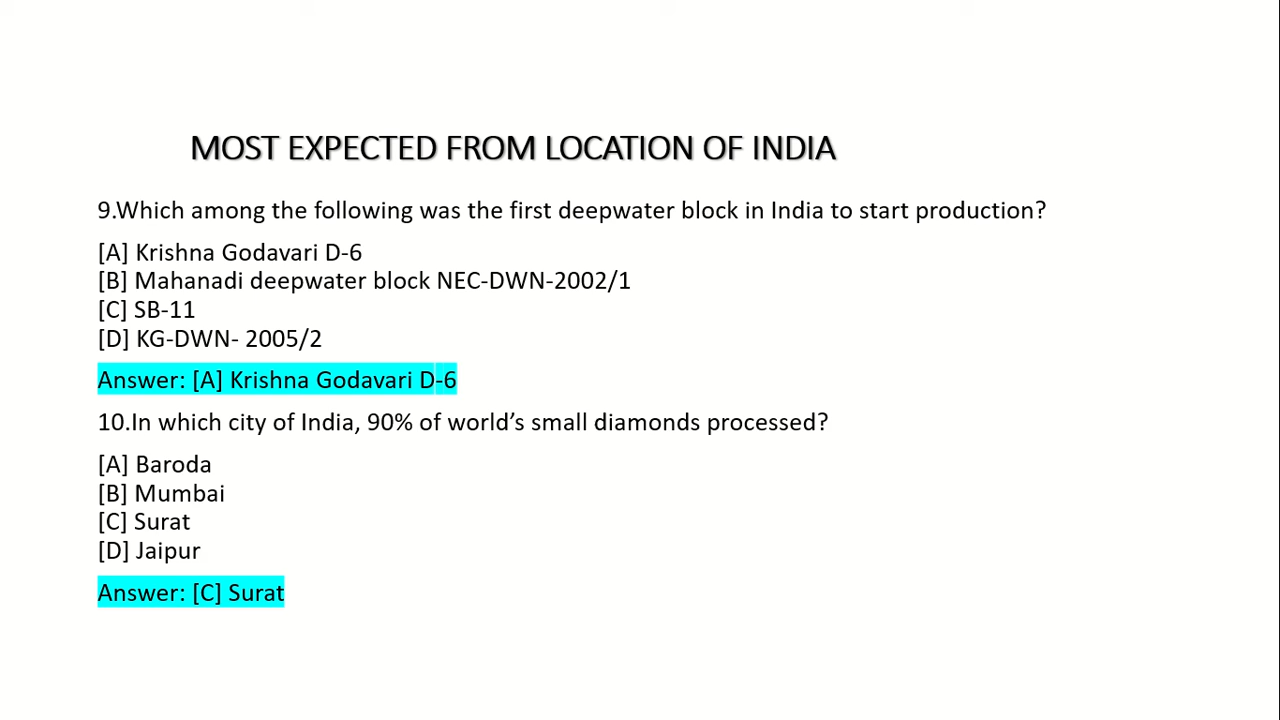 MOST EXPECTED FROM LOCATION OF INDIA
9.Which among the following was the first deepwater block in India to start production?
[A] Krishna Godavari D-6
[B] Mahanadi deepwater block NEC-DWN-2002/1
[C] SB-11
[D] KG-DWN- 2005/2
Answer: [A] Krishna Godavari D-6
10.In which city of India, 90% of world’s small diamonds processed?
[A] Baroda
[B] Mumbai
[C] Surat
[D] Jaipur
Answer: [C] Surat